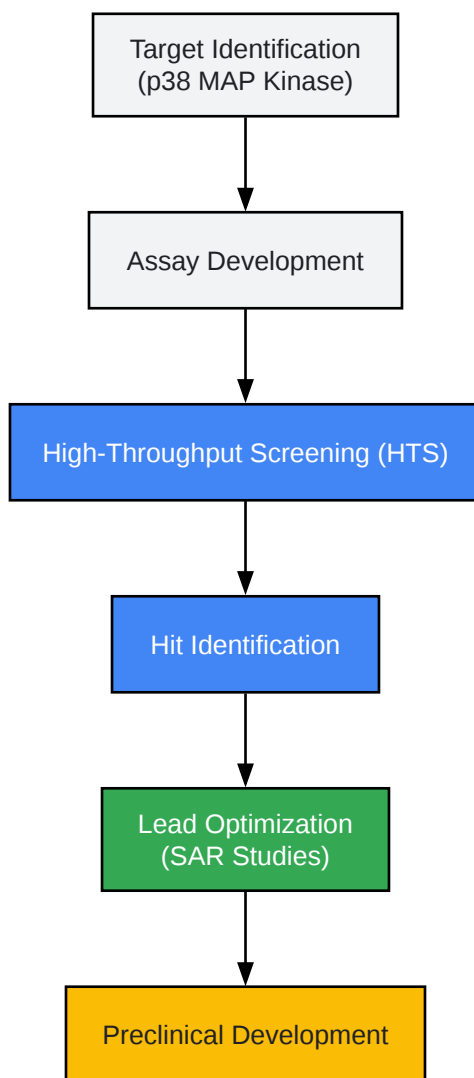 Target Identification
(p38 MAP Kinase)
Assay Development
High-Throughput Screening (HTS)
Hit Identification
Lead Optimization
(SAR Studies)
Preclinical Development